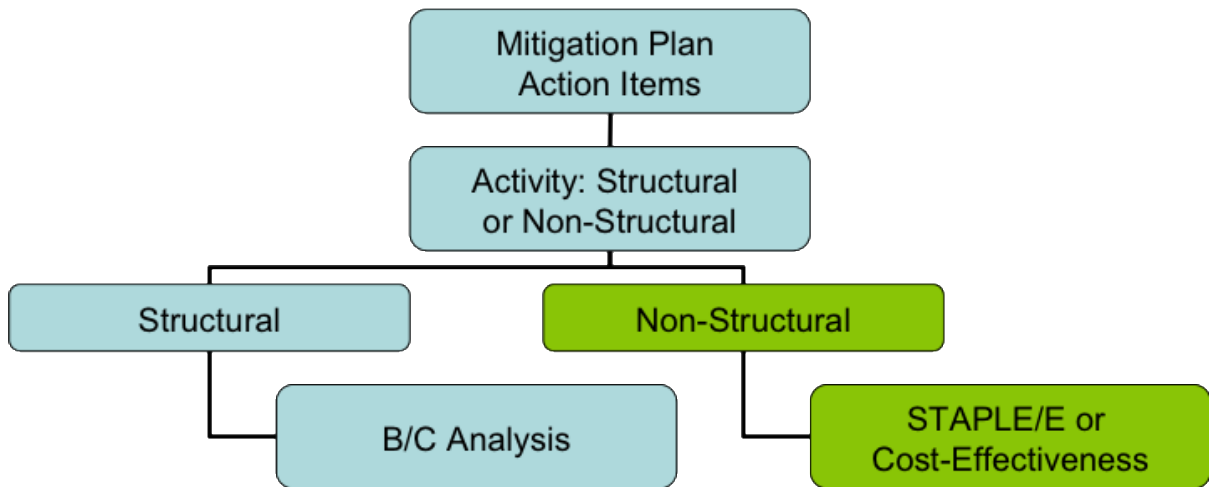 Mitigation Plan
Action Items
Activity: Structural
or Non-Structural
Structural
Non-Structural
B/C Analysis
STAPLE/E or
Cost-Effectiveness